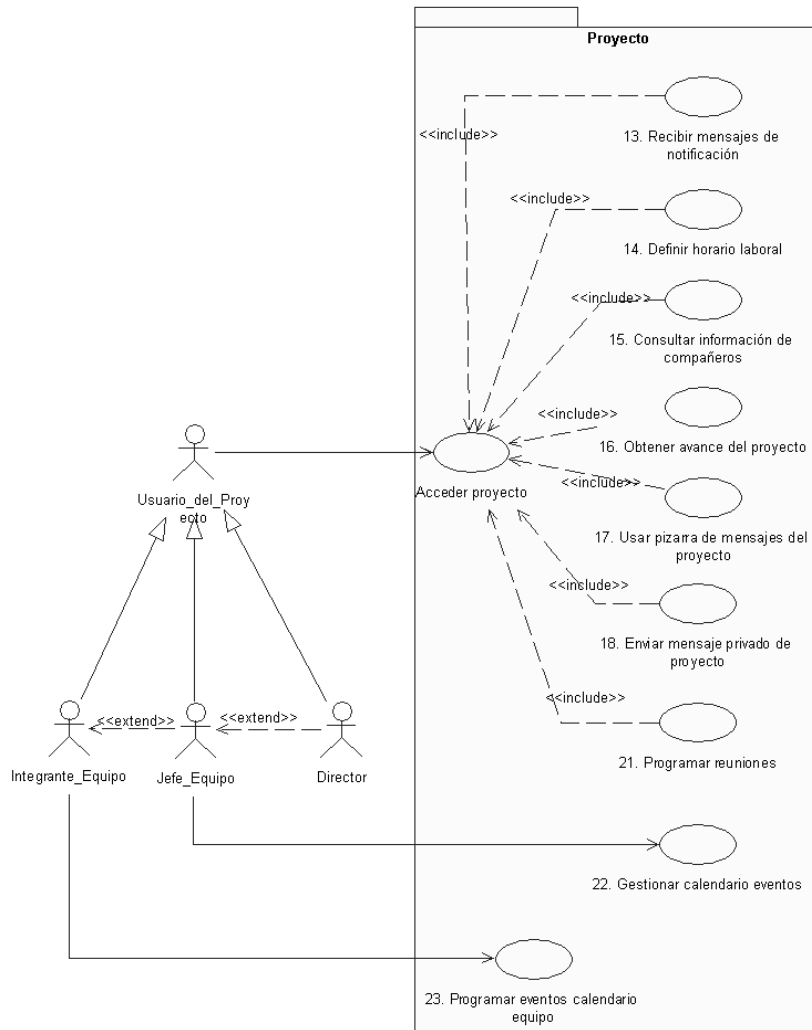 Proyecto
<<include>>
13. Recibir mensajes de
notificación
<<include>>
14. Definir horario laboral
<<include>>
15. Consultar información de
compañeros
<<include>>
16. Obtener avance del proyecto
Usuario_del_Proy
ecto
Acceder proyecto
<<include>>
17. Usar pizarra de mensajes del
proyecto
<<include>>
18. Enviar mensaje privado de
proyecto
<<include>>
21. Programar reuniones
<<extend>>
<<extend>>
Integrante_Equipo
Jefe_Equipo
Director
22. Gestionar calendario eventos
23. Programar eventos calendario
equipo